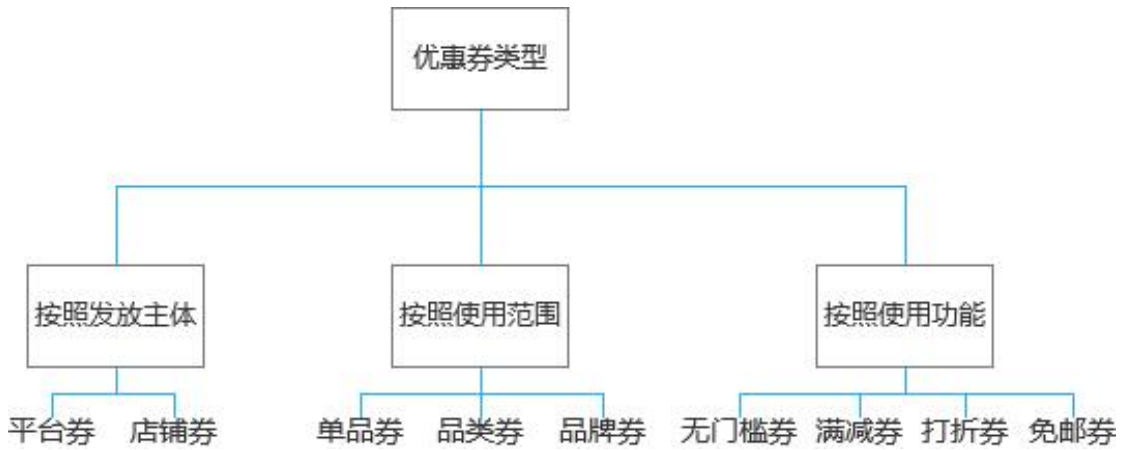 优惠券类型
按照发放主体
按照使用范围
按照使用功能
平台券 店铺券 单品券 品类券 品牌券 无门槛券 满减券 打折券 免邮券